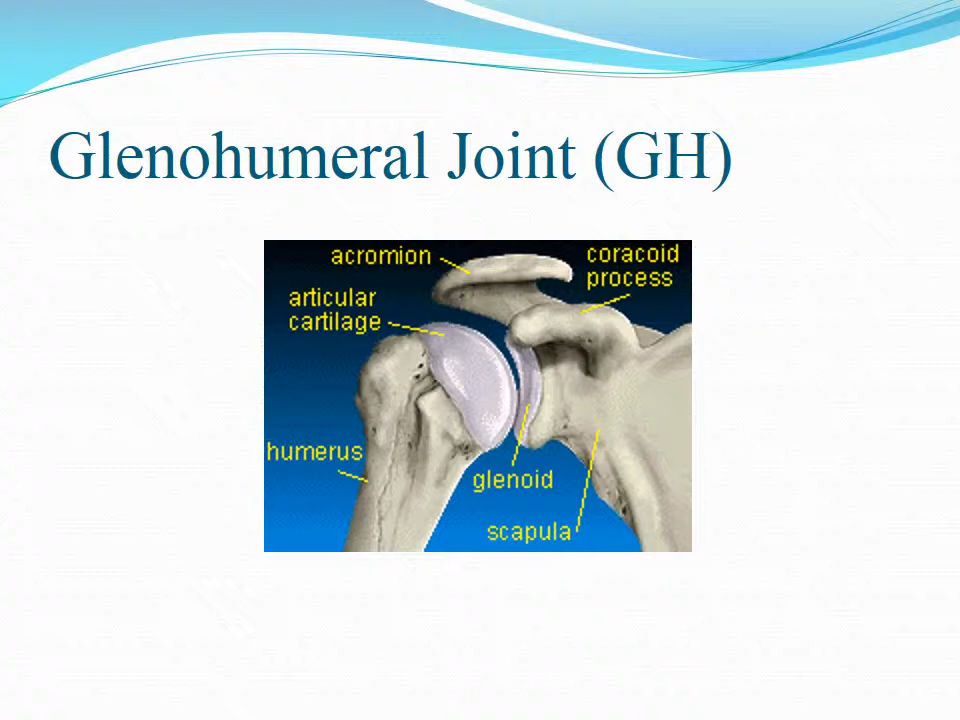 Glenohumeral Joint (GH)
acromion
coracoid
process
articular
cartilage
humerus
glenoid
scapula